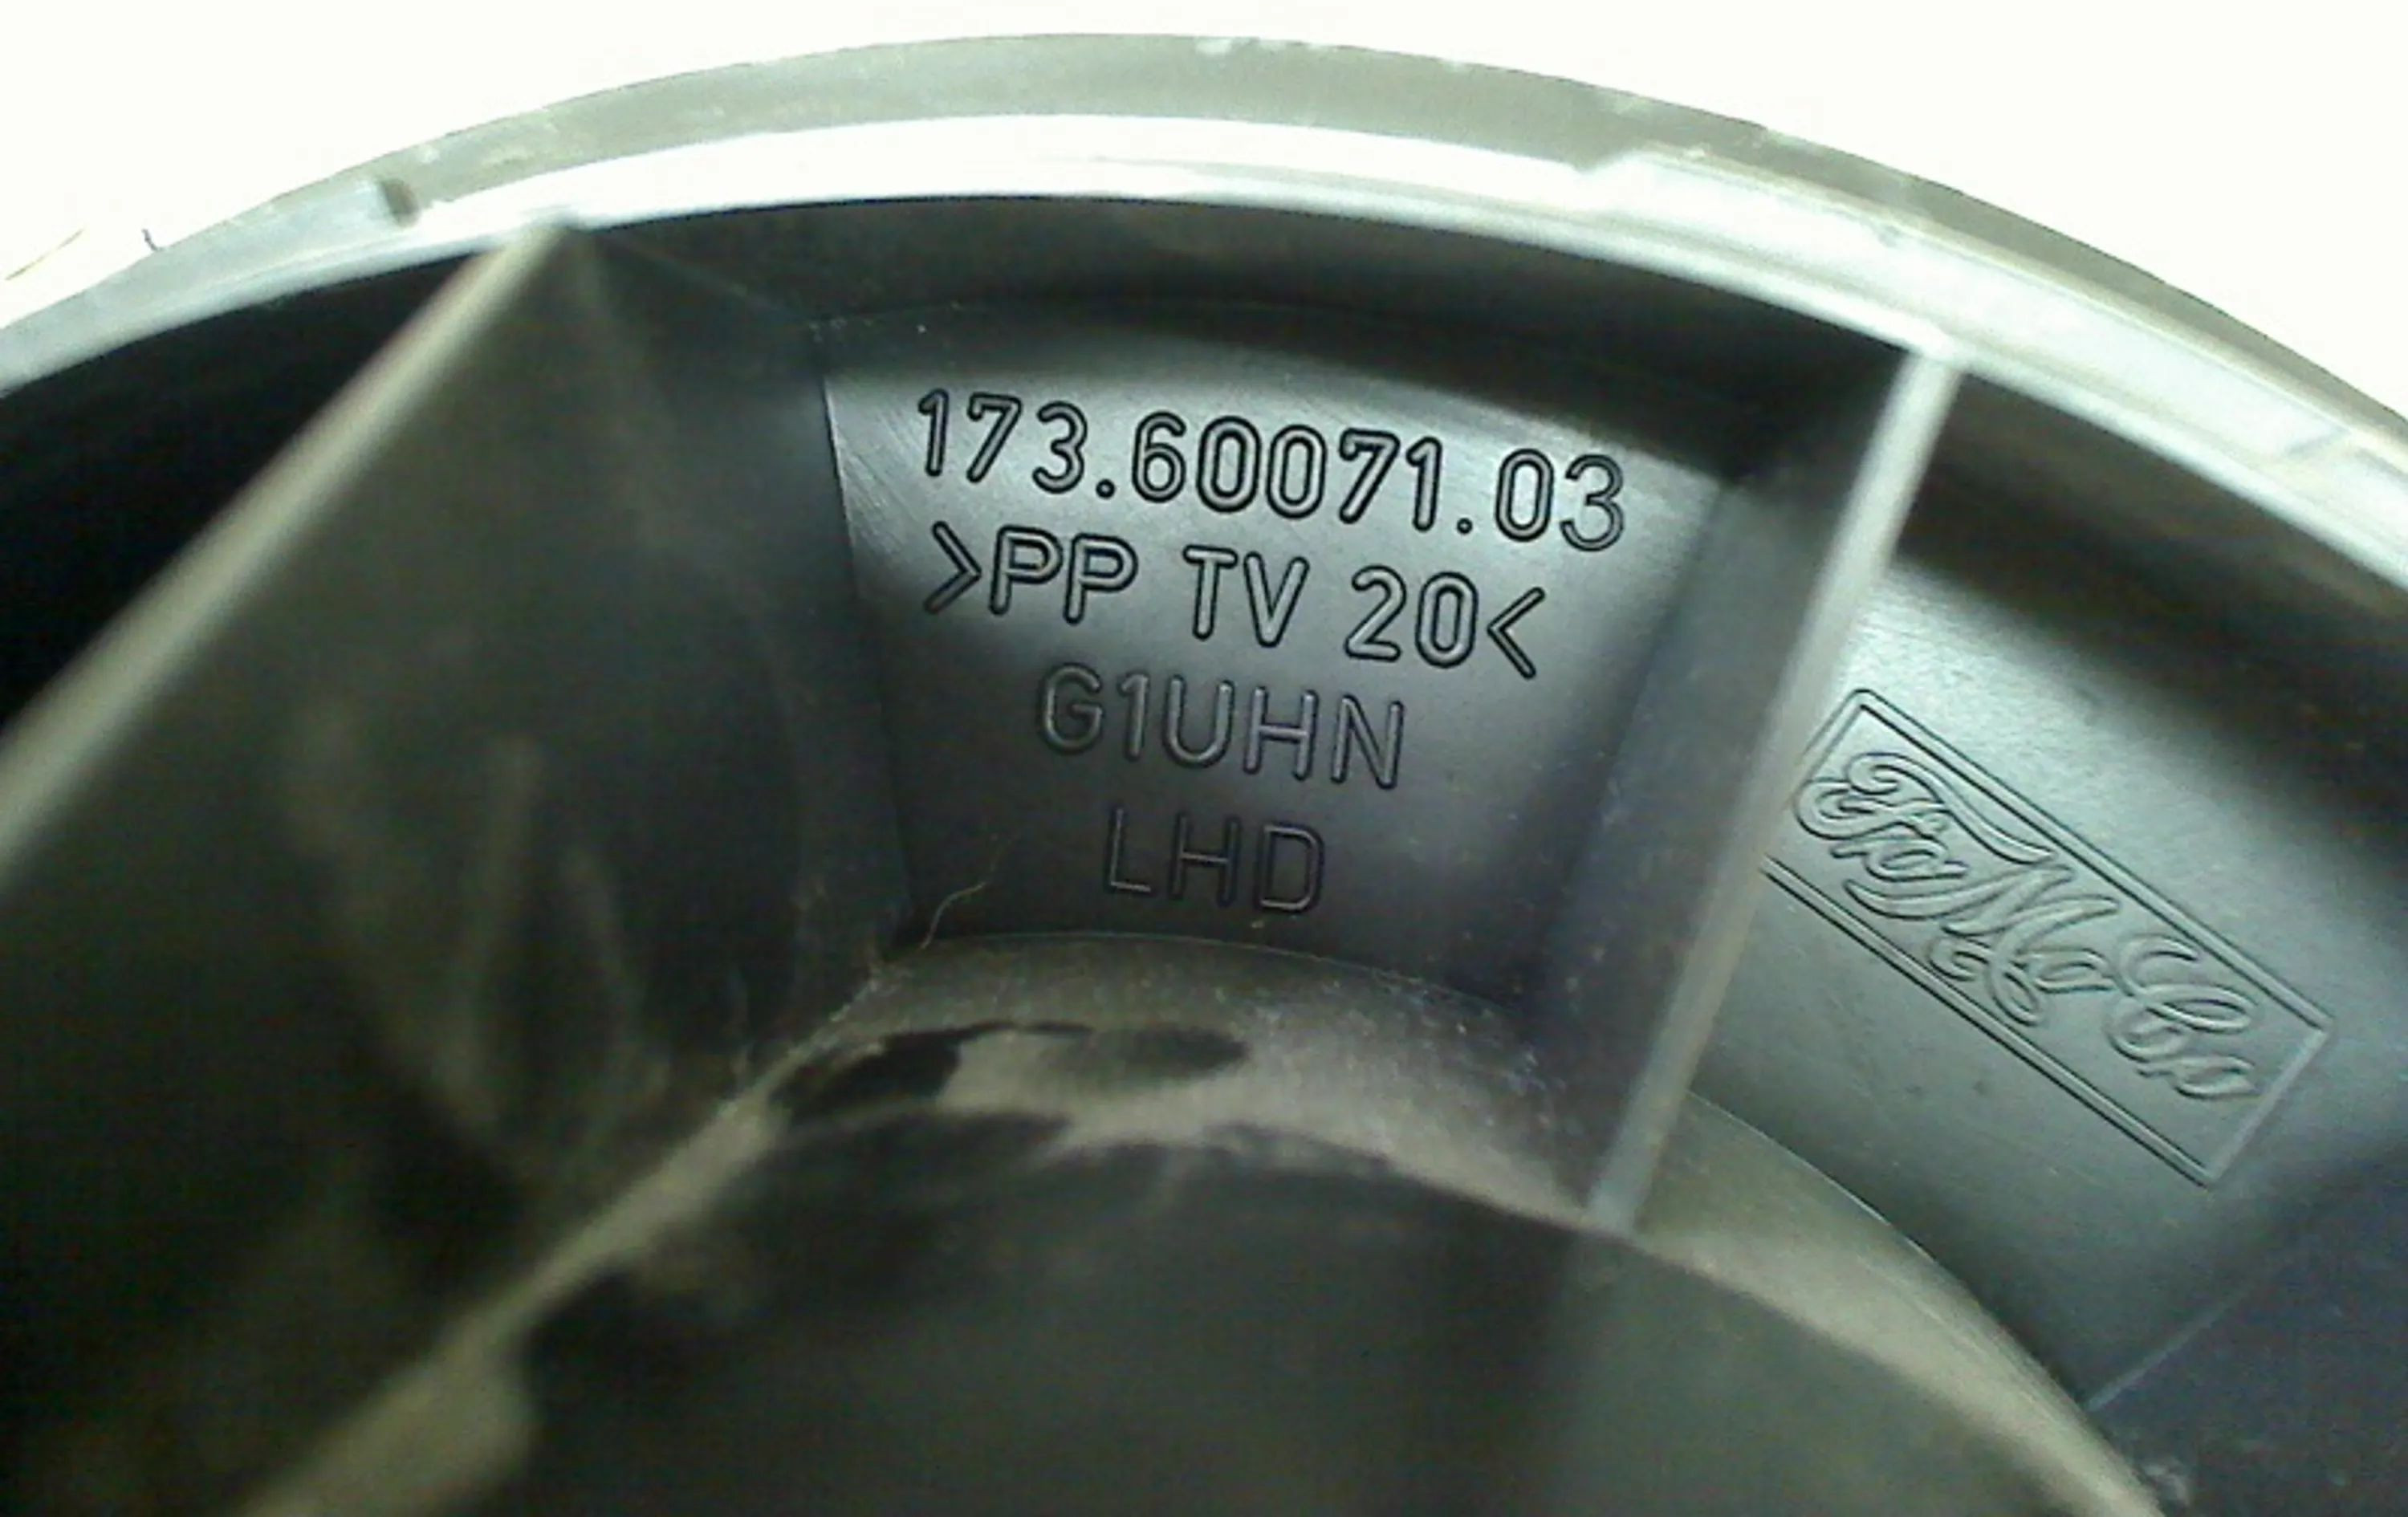 173.60071.03
>PP TV 20<
G1UHN
LHD
FoMoCo